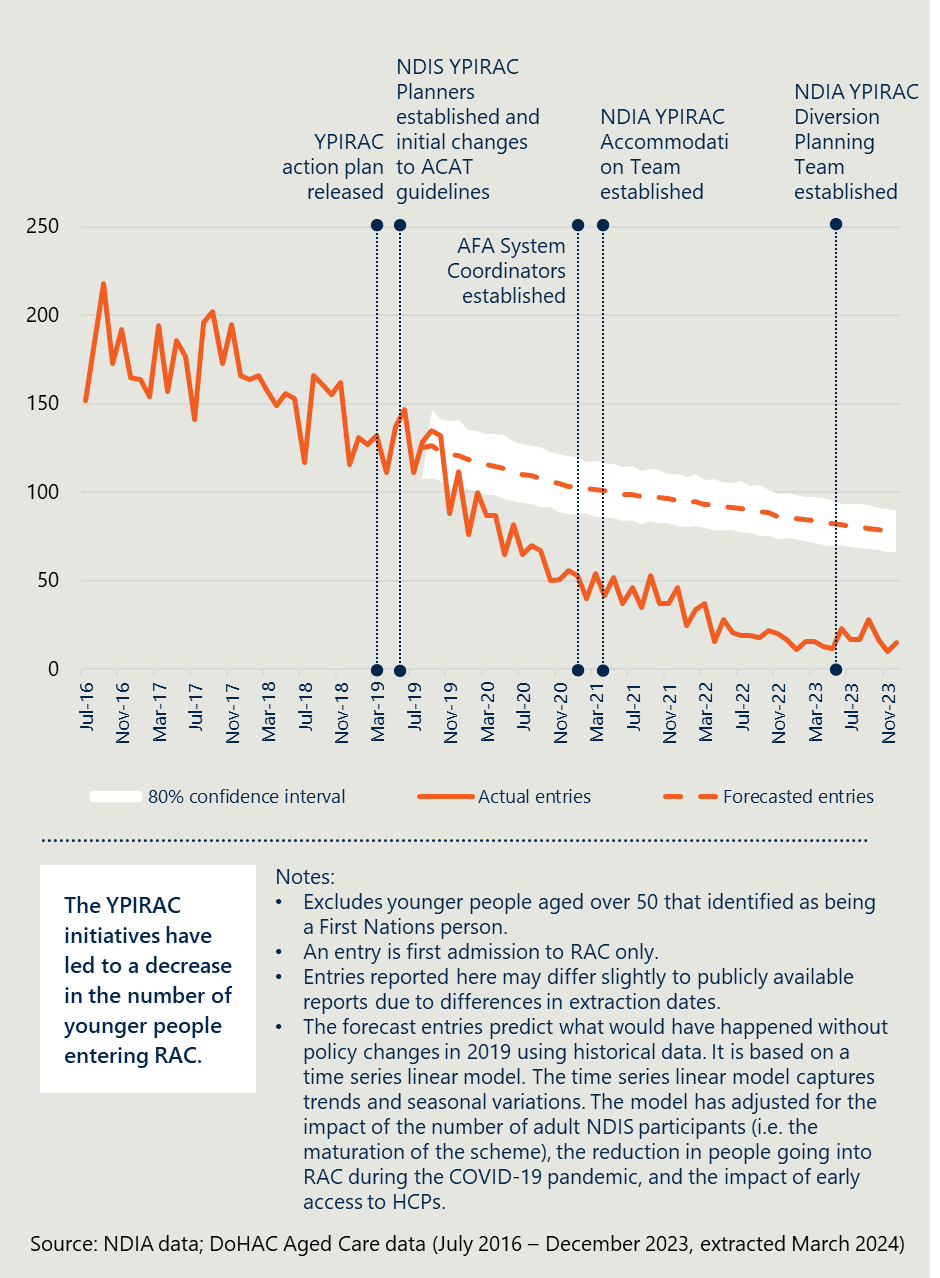 NDIS YPIRAC
Planners
established and
initial changes
to ACAT
guidelines
YPIRAC
action plan
released
NDIA YPIRAC
Accommodati
on Team
established
NDIA YPIRAC
Diversion
Planning
Team
established
AFA System
Coordinators
established
250
200
150
100
50
0
Jul-16
Nov-16
Mar-17
Jul-17
Nov-17
Mar-18
Jul-18
Nov-18
Mar-19
Jul-19
Nov-19
Mar-20
Jul-20
Nov-20
Mar-21
Jul-21
Nov-21
Mar-22
Jul-22
Nov-22
Mar-23
Jul-23
Nov-23
80% confidence interval
Actual entries
Forecasted entries
The YPIRAC
initiatives have
led to a decrease
in the number of
younger people
entering RAC.
Notes:
• Excludes younger people aged over 50 that identified as being
a First Nations person.
• An entry is first admission to RAC only.
• Entries reported here may differ slightly to publicly available
reports due to differences in extraction dates.
• The forecast entries predict what would have happened without
policy changes in 2019 using historical data. It is based on a
time series linear model. The time series linear model captures
trends and seasonal variations. The model has adjusted for the
impact of the number of adult NDIS participants (i.e. the
maturation of the scheme), the reduction in people going into
RAC during the COVID-19 pandemic, and the impact of early
access to HCPs.
Source: NDIA data; DoHAC Aged Care data (July 2016 – December 2023, extracted March 2024)